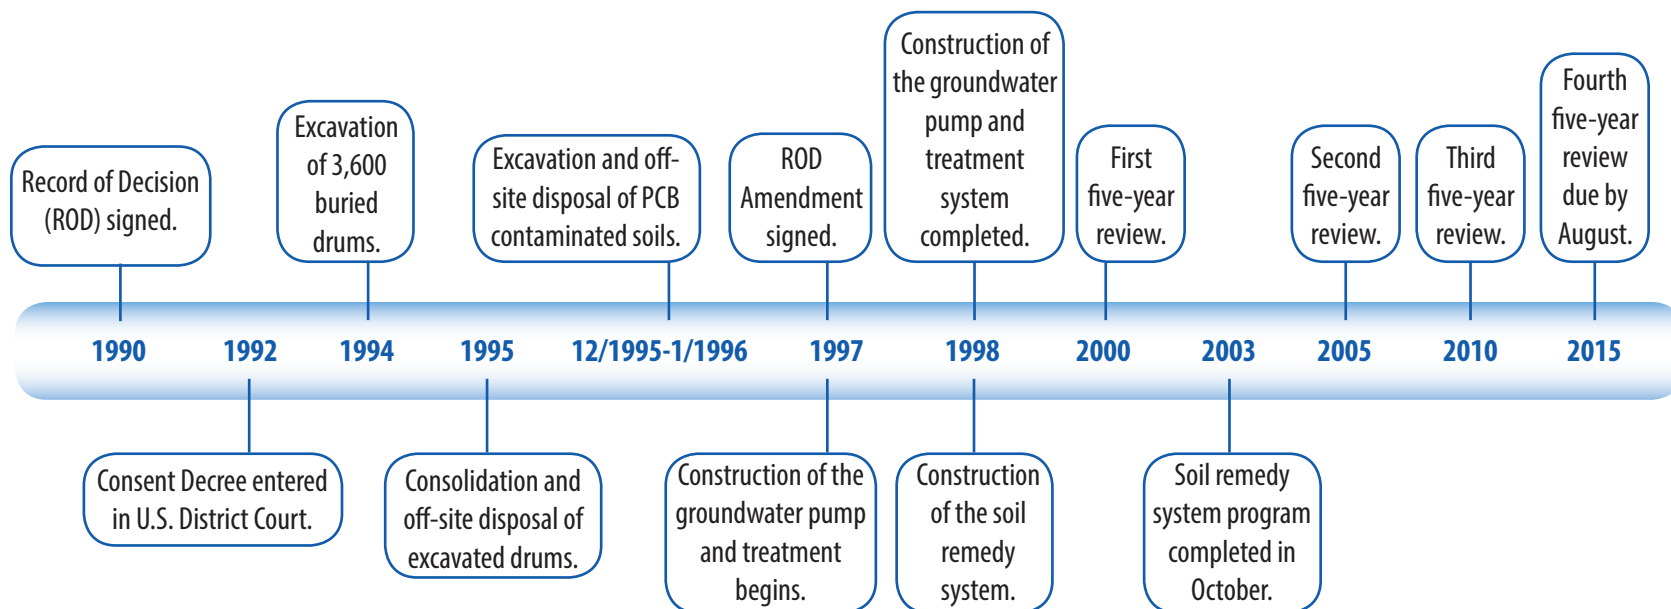 Record of Decision
(ROD) signed.
Excavation
of 3,600
buried
drums.
Excavation and off-
site disposal of PCB
contaminated soils.
ROD
Amendment
signed.
Construction of
the groundwater
pump and
treatment
system
completed.
First
five-year
review.
Second
five-year
review.
Third
five-year
review.
Fourth
five-year
review
due by
August.
1990
1992
1994
1995
12/1995-1/1996
1997
1998
2000
2003
2005
2010
2015
Consent Decree entered
in U.S. District Court.
Consolidation and
off-site disposal of
excavated drums.
Construction of the
groundwater pump
and treatment
begins.
Construction
of the soil
remedy
system.
Soil remedy
system program
completed in
October.